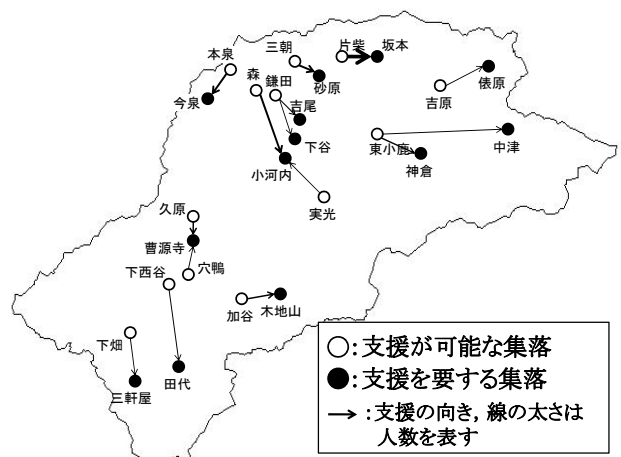 片柴
坂本
三朝
本泉
森
鎌田
砂原
俵原
今泉
吉尾
吉原
下谷
東小鹿
中津
神倉
小河内
久原
実光
曹源寺
下西谷
穴鴨
加谷
木地山
下畑
田代
三軒屋
○:支援が可能な集落
●:支援を要する集落
→:支援の向き,線の太さは
人数を表す